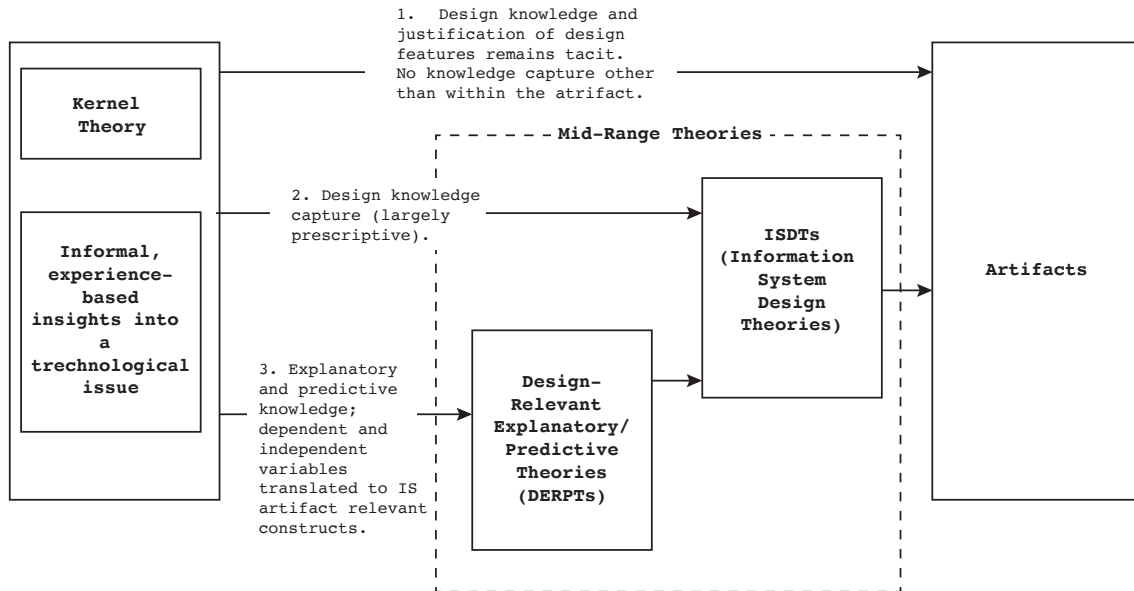 1.  Design knowledge and
justification of design
features remains tacit.
No knowledge capture other
than within the atrifact.
Kernel
Theory
Mid-Range Theories
2. Design knowledge
capture (largely
prescriptive).
Informal,
experience-
based
insights into
a
trechnological
issue
ISDTs
(Information
System
Design
Theories)
Artifacts
3. Explanatory
and predictive
knowledge;
dependent and
independent
variables
translated to IS
artifact relevant
constructs.
Design-
Relevant
Explanatory/
Predictive
Theories
(DERPTs)